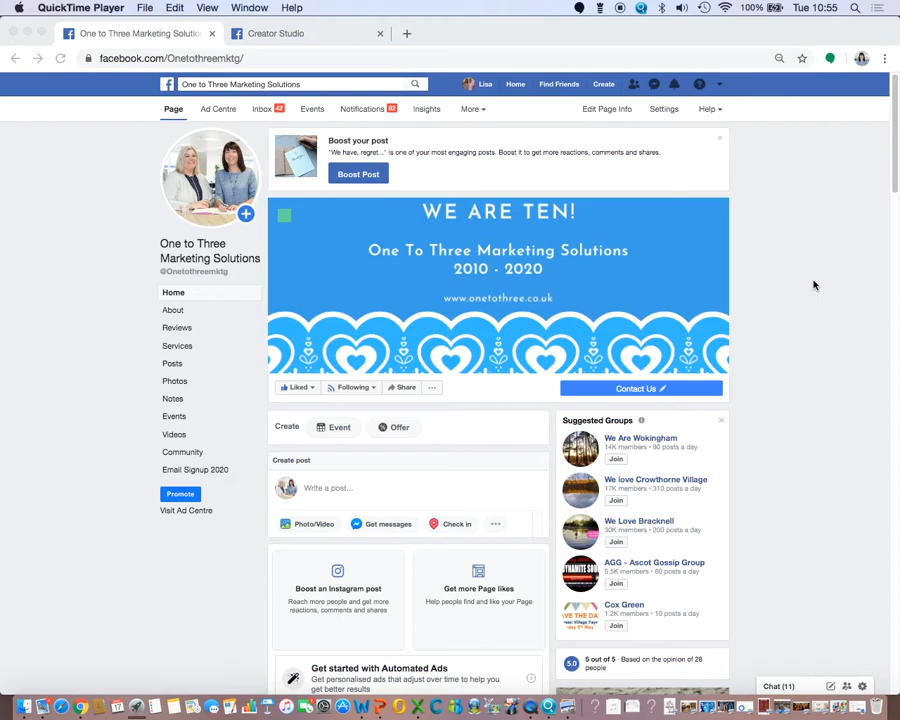 QuickTime Player File Edit View Window Help 100% Tue 10:55
One to Three Marketing Solution × Creator Studio × +
facebook.com/Onetothreemktg/
One to Three Marketing Solutions Lisa Home Find Friends Create
Page Ad Centre Inbox 42 Events Notifications 82 Insights More Edit Page Info Settings Help
Boost your post
"We have, regret..." is one of your most engaging posts. Boost it to get more reactions, comments and shares.
Boost Post
WE ARE TEN!
One To Three Marketing Solutions
2010 - 2020
www.onetothree.co.uk
One to Three
Marketing Solutions
@Onetothreemktg
Home
About
Reviews
Services
Posts
Photos
Notes
Events
Videos
Community
Email Signup 2020
Promote
Visit Ad Centre
Liked Following Share ... Contact Us
Create Event Offer
Create post
Write a post...
Photo/Video Get messages Check in
Boost an Instagram post
Reach more people and get more
reactions, comments and shares
Get more Page likes
Help people find and like your Page
Get started with Automated Ads
Get personalised ads that adjust over time to help you
get better results
Suggested Groups
We Are Wokingham
14K members • 80 posts a day
Join
We love Crowthorne Village
17K members • 310 posts a day
Join
We Love Bracknell
30K members • 200 posts a day
Join
AGG - Ascot Gossip Group
5.5K members • 60 posts a day
Join
Cox Green
1.2K members • 10 posts a day
Join
5.0 5 out of 5 · Based on the opinion of 28
people
Chat (11)